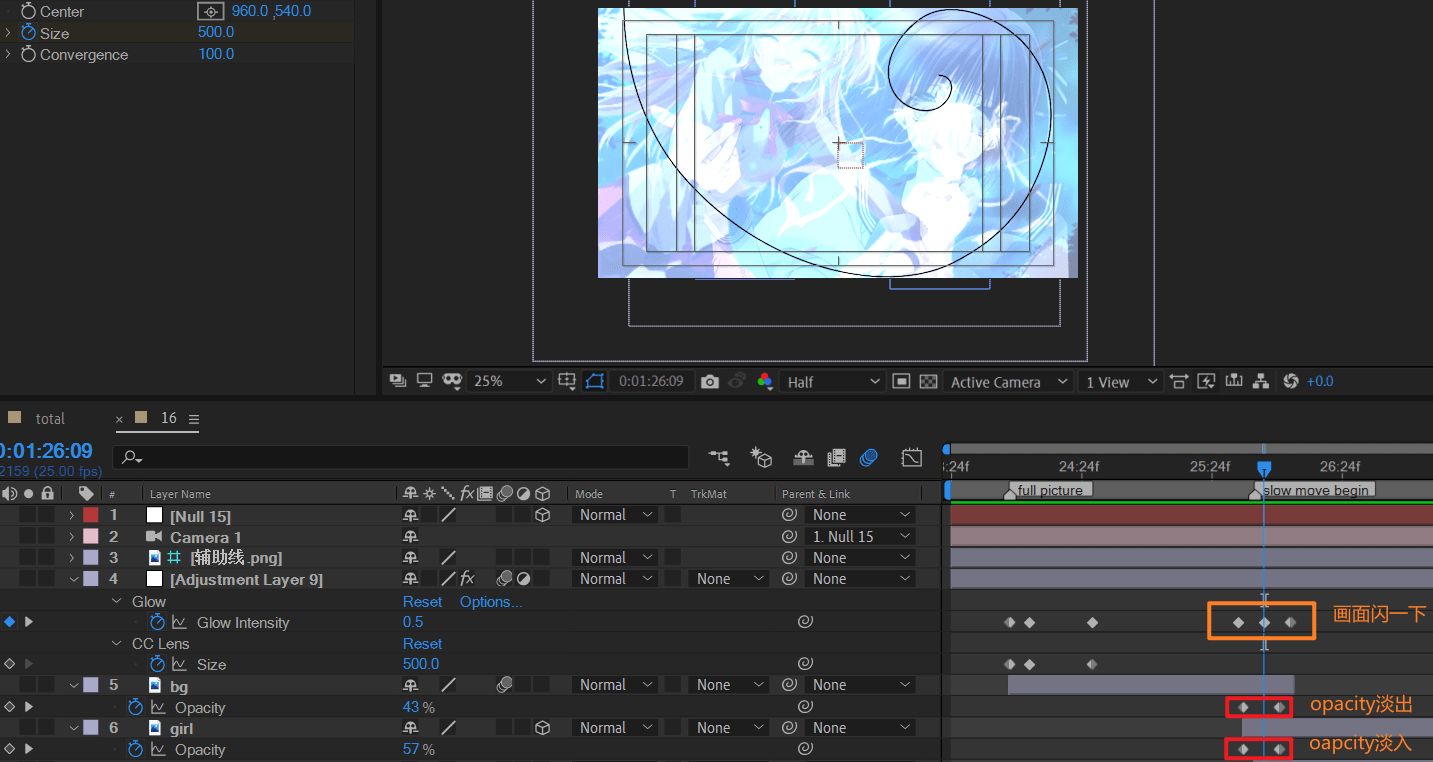 Center 960.0 ,540.0
Size 500.0
Convergence 100.0
25% 0:01:26:09 Half Active Camera 1 View +0.0
total 16
0:01:26:09
2159 (25.00 fps)
:24f 24:24f 25:24f 26:24f
full picture slow move begin
# Layer Name Mode T TrkMat Parent & Link
1 [Null 15] Normal None
2 Camera 1 1. Null 15
3 [辅助线.png] Normal None
4 [Adjustment Layer 9] Normal None None
Glow Reset Options...
Glow Intensity 0.5 画面闪一下
CC Lens Reset
Size 500.0
5 bg Normal None None
Opacity 43 % opacity淡出
6 girl Normal None None
Opacity 57 % oapcity淡入